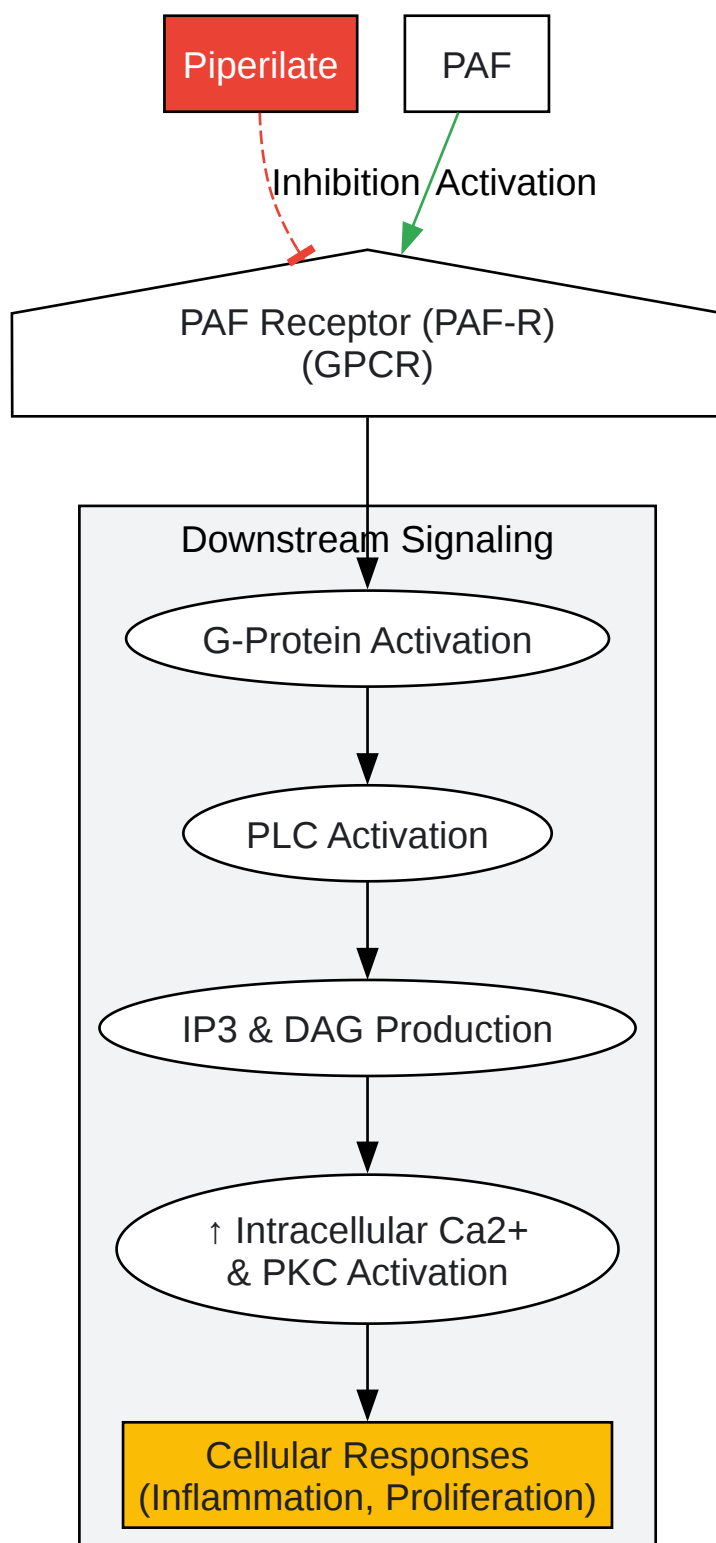 Piperilate
PAF
Inhibition
Activation
PAF Receptor (PAF-R)
(GPCR)
Downstream Signaling
G-Protein Activation
PLC Activation
IP3 & DAG Production
↑ Intracellular Ca2+
& PKC Activation
Cellular Responses
(Inflammation, Proliferation)